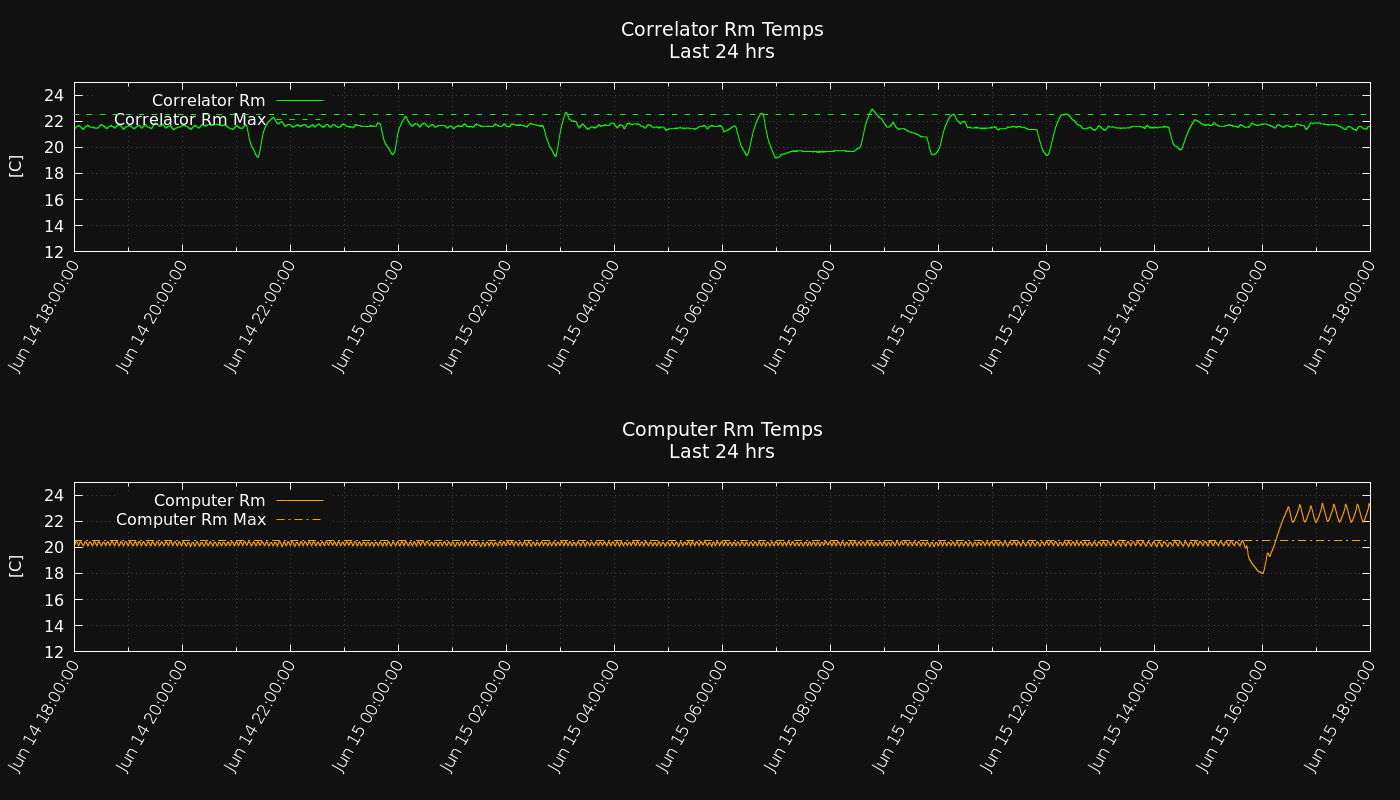 Correlator Rm Temps
Last 24 hrs
Correlator Rm
Correlator Rm Max
[C]
24
22
20
18
16
14
12
Jun 14 18:00:00
Jun 14 20:00:00
Jun 14 22:00:00
Jun 15 00:00:00
Jun 15 02:00:00
Jun 15 04:00:00
Jun 15 06:00:00
Jun 15 08:00:00
Jun 15 10:00:00
Jun 15 12:00:00
Jun 15 14:00:00
Jun 15 16:00:00
Jun 15 18:00:00
Computer Rm Temps
Last 24 hrs
Computer Rm
Computer Rm Max
[C]
24
22
20
18
16
14
12
Jun 14 18:00:00
Jun 14 20:00:00
Jun 14 22:00:00
Jun 15 00:00:00
Jun 15 02:00:00
Jun 15 04:00:00
Jun 15 06:00:00
Jun 15 08:00:00
Jun 15 10:00:00
Jun 15 12:00:00
Jun 15 14:00:00
Jun 15 16:00:00
Jun 15 18:00:00